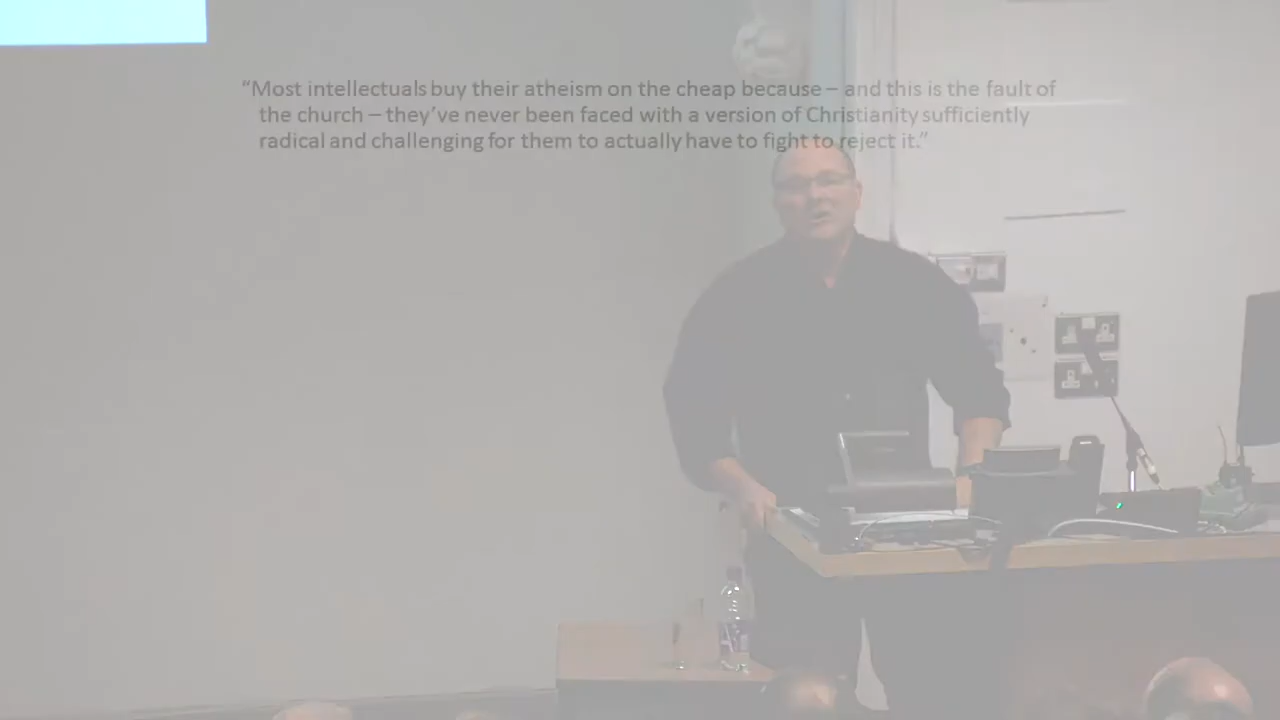 “Most intellectuals buy their atheism on the cheap because – and this is the fault of
the church – they’ve never been faced with a version of Christianity sufficiently
radical and challenging for them to actually have to fight to reject it.”